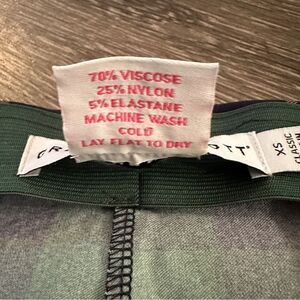 70% VISCOSE
25% NYLON
5% ELASTANE
MACHINE WASH
COLD
LAY FLAT TO DRY
XS
CLASSIC